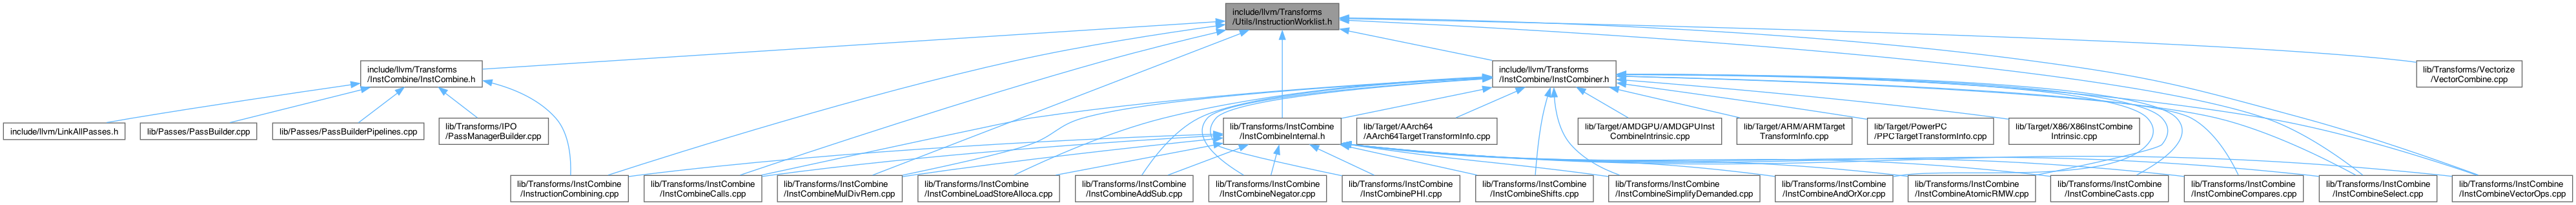 include/llvm/Transforms
/Utils/InstructionWorklist.h
include/llvm/Transforms
/InstCombine/InstCombine.h
include/llvm/Transforms
/InstCombine/InstCombiner.h
lib/Transforms/Vectorize
/VectorCombine.cpp
include/llvm/LinkAllPasses.h
lib/Passes/PassBuilder.cpp
lib/Passes/PassBuilderPipelines.cpp
lib/Transforms/IPO
/PassManagerBuilder.cpp
lib/Transforms/InstCombine
/InstCombineInternal.h
lib/Target/AArch64
/AArch64TargetTransformInfo.cpp
lib/Target/AMDGPU/AMDGPUInst
CombineIntrinsic.cpp
lib/Target/ARM/ARMTarget
TransformInfo.cpp
lib/Target/PowerPC
/PPCTargetTransformInfo.cpp
lib/Target/X86/X86InstCombine
Intrinsic.cpp
lib/Transforms/InstCombine
/InstructionCombining.cpp
lib/Transforms/InstCombine
/InstCombineCalls.cpp
lib/Transforms/InstCombine
/InstCombineMulDivRem.cpp
lib/Transforms/InstCombine
/InstCombineLoadStoreAlloca.cpp
lib/Transforms/InstCombine
/InstCombineAddSub.cpp
lib/Transforms/InstCombine
/InstCombineNegator.cpp
lib/Transforms/InstCombine
/InstCombinePHI.cpp
lib/Transforms/InstCombine
/InstCombineShifts.cpp
lib/Transforms/InstCombine
/InstCombineSimplifyDemanded.cpp
lib/Transforms/InstCombine
/InstCombineAndOrXor.cpp
lib/Transforms/InstCombine
/InstCombineAtomicRMW.cpp
lib/Transforms/InstCombine
/InstCombineCasts.cpp
lib/Transforms/InstCombine
/InstCombineCompares.cpp
lib/Transforms/InstCombine
/InstCombineSelect.cpp
lib/Transforms/InstCombine
/InstCombineVectorOps.cpp